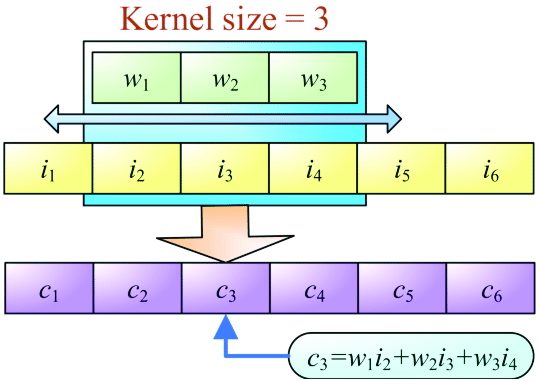 Kernel size = 3
w₁ w₂ w₃
i₁ i₂ i₃ i₄ i₅ i₆
c₁ c₂ c₃ c₄ c₅ c₆
c₃=w₁i₂+w₂i₃+w₃i₄